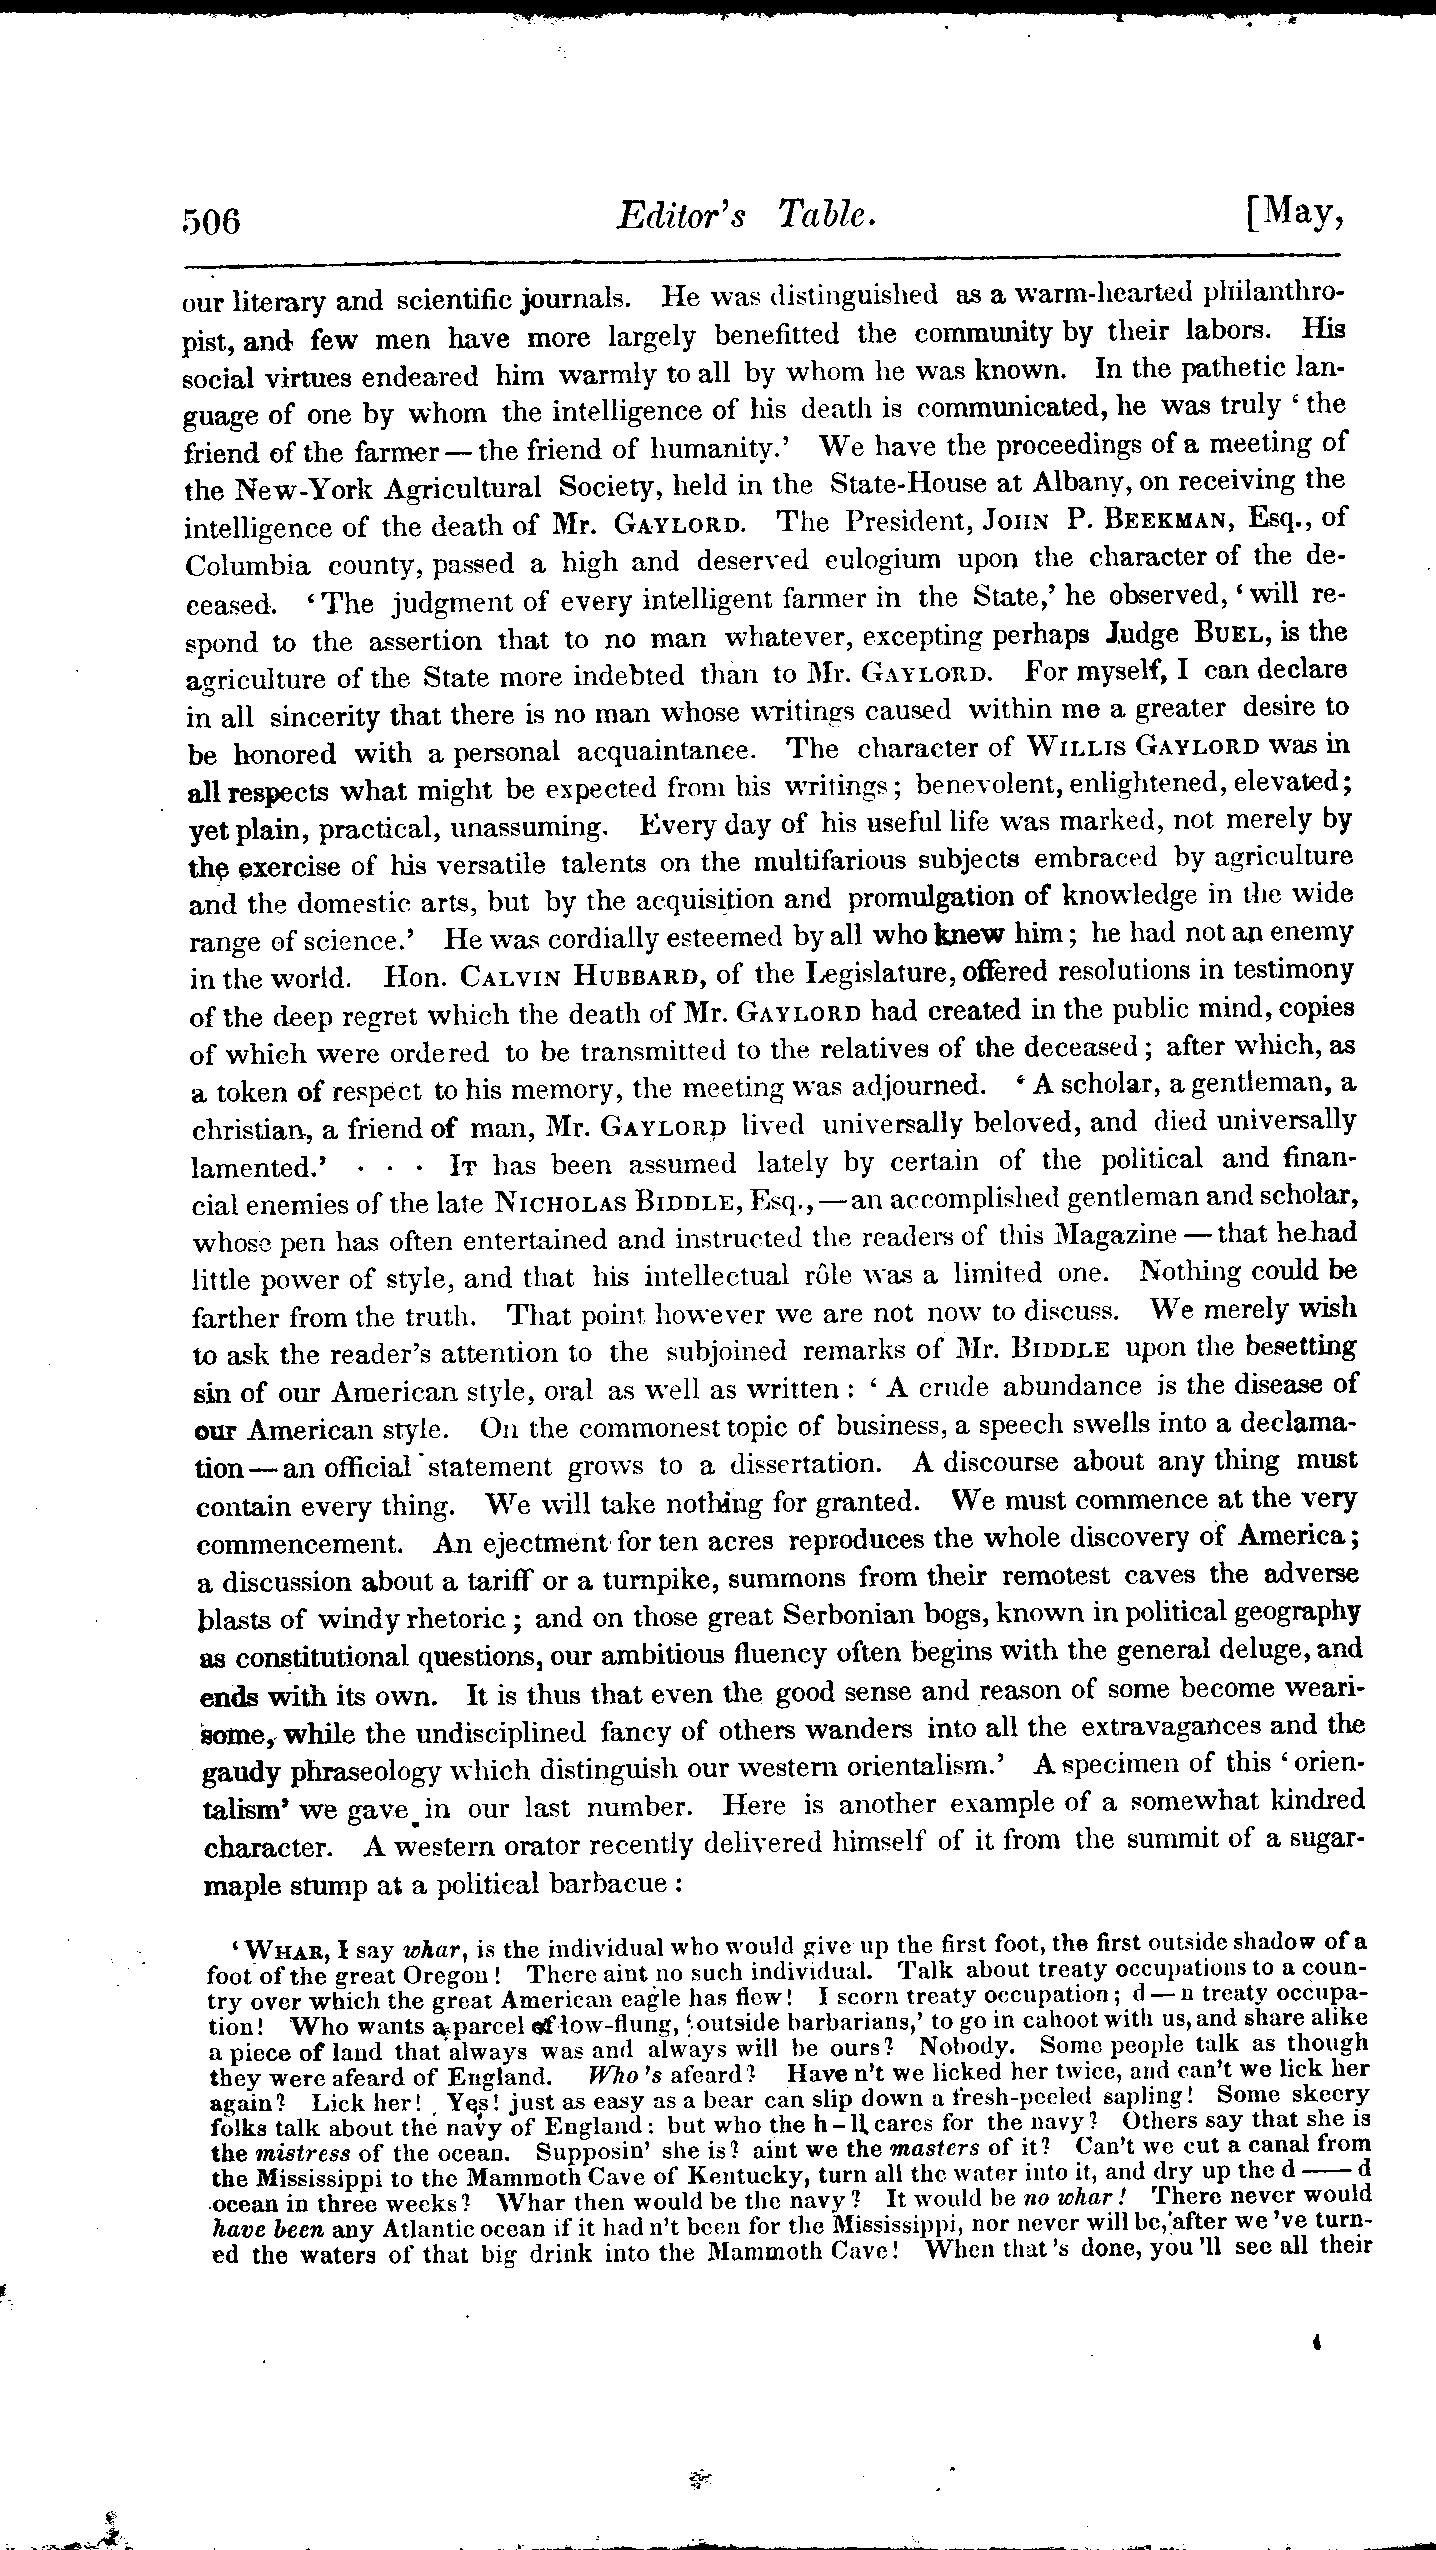 506 Editor's Table. [May,
our literary and scientific journals. He was distinguished as a warm-hearted philanthro-
pist, and few men have more largely benefitted the community by their labors. His
social virtues endeared him warmly to all by whom he was known. In the pathetic lan-
guage of one by whom the intelligence of his death is communicated, he was truly ‘the
friend of the farmer — the friend of humanity.’ We have the proceedings of a meeting of
the New-York Agricultural Society, held in the State-House at Albany, on receiving the
intelligence of the death of Mr. GAYLORD. The President, JOHN P. BEEKMAN, Esq., of
Columbia county, passed a high and deserved eulogium upon the character of the de-
ceased. ‘The judgment of every intelligent farmer in the State,’ he observed, ‘will re-
spond to the assertion that to no man whatever, excepting perhaps Judge BUEL, is the
agriculture of the State more indebted than to Mr. GAYLORD. For myself, I can declare
in all sincerity that there is no man whose writings caused within me a greater desire to
be honored with a personal acquaintance. The character of WILLIS GAYLORD was in
all respects what might be expected from his writings; benevolent, enlightened, elevated;
yet plain, practical, unassuming. Every day of his useful life was marked, not merely by
the exercise of his versatile talents on the multifarious subjects embraced by agriculture
and the domestic arts, but by the acquisition and promulgation of knowledge in the wide
range of science.’ He was cordially esteemed by all who knew him; he had not an enemy
in the world. Hon. CALVIN HUBBARD, of the Legislature, offered resolutions in testimony
of the deep regret which the death of Mr. GAYLORD had created in the public mind, copies
of which were ordered to be transmitted to the relatives of the deceased; after which, as
a token of respect to his memory, the meeting was adjourned. ‘A scholar, a gentleman, a
christian, a friend of man, Mr. GAYLORD lived universally beloved, and died universally
lamented.’ · · · IT has been assumed lately by certain of the political and finan-
cial enemies of the late NICHOLAS BIDDLE, Esq., — an accomplished gentleman and scholar,
whose pen has often entertained and instructed the readers of this Magazine — that he had
little power of style, and that his intellectual rôle was a limited one. Nothing could be
farther from the truth. That point however we are not now to discuss. We merely wish
to ask the reader's attention to the subjoined remarks of Mr. BIDDLE upon the besetting
sin of our American style, oral as well as written: ‘A crude abundance is the disease of
our American style. On the commonest topic of business, a speech swells into a declama-
tion — an official statement grows to a dissertation. A discourse about any thing must
contain every thing. We will take nothing for granted. We must commence at the very
commencement. An ejectment for ten acres reproduces the whole discovery of America;
a discussion about a tariff or a turnpike, summons from their remotest caves the adverse
blasts of windy rhetoric; and on those great Serbonian bogs, known in political geography
as constitutional questions, our ambitious fluency often begins with the general deluge, and
ends with its own. It is thus that even the good sense and reason of some become weari-
some, while the undisciplined fancy of others wanders into all the extravagances and the
gaudy phraseology which distinguish our western orientalism.’ A specimen of this ‘orien-
talism’ we gave in our last number. Here is another example of a somewhat kindred
character. A western orator recently delivered himself of it from the summit of a sugar-
maple stump at a political barbacue:
‘WHAR, I say whar, is the individual who would give up the first foot, the first outside shadow of a
foot of the great Oregon! There aint no such individual. Talk about treaty occupations to a coun-
try over which the great American eagle has flew! I scorn treaty occupation; d — n treaty occupa-
tion! Who wants a parcel of low-flung, ‘outside barbarians,’ to go in cahoot with us, and share alike
a piece of land that always was and always will be ours? Nobody. Some people talk as though
they were afeard of England. Who's afeard? Have n't we licked her twice, and can't we lick her
again? Lick her! Yes! just as easy as a bear can slip down a fresh-peeled sapling! Some skeery
folks talk about the navy of England: but who the h – ll cares for the navy? Others say that she is
the mistress of the ocean. Supposin' she is? aint we the masters of it? Can't we cut a canal from
the Mississippi to the Mammoth Cave of Kentucky, turn all the water into it, and dry up the d —— d
ocean in three weeks? Whar then would be the navy? It would be no whar! There never would
have been any Atlantic ocean if it had n't been for the Mississippi, nor never will be, after we 've turn-
ed the waters of that big drink into the Mammoth Cave! When that 's done, you 'll see all their